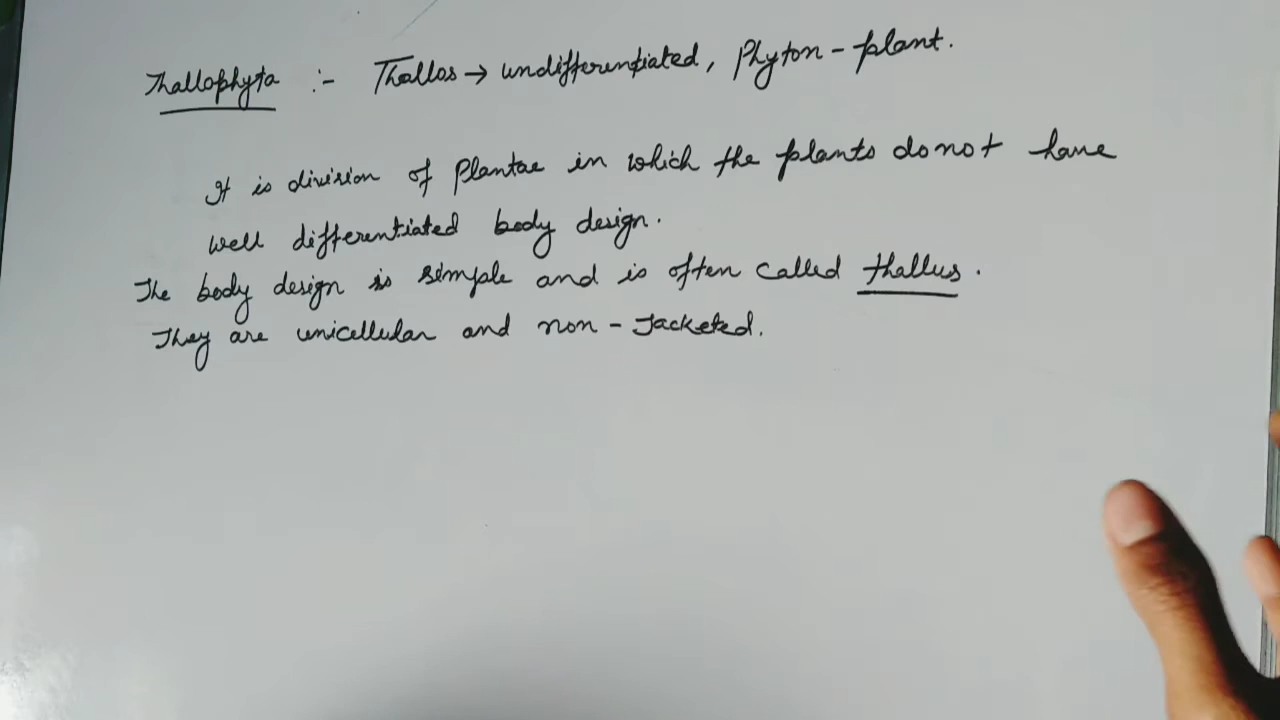 Thallophyta :- Thallos → undifferentiated, Phyton - plant.
It is division of Plantae in which the plants donot have
well differentiated body design.
The body design is simple and is often called thallus.
They are unicellular and non - Jacketed.